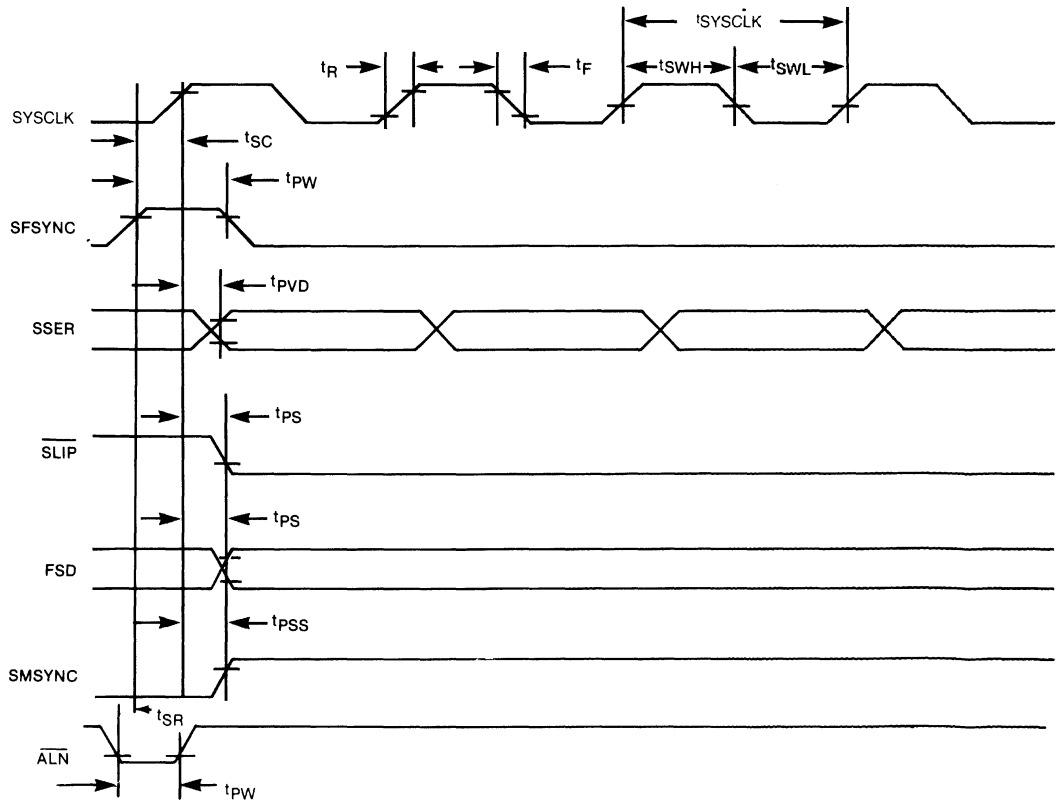 tSYSCLK
tR
tF
tSWH
tSWL
SYSCLK
tSC
tPW
SFSYNC
tPVD
SSER
tPS
SLIP
tPS
FSD
tPSS
SMSYNC
tSR
ALN
tPW